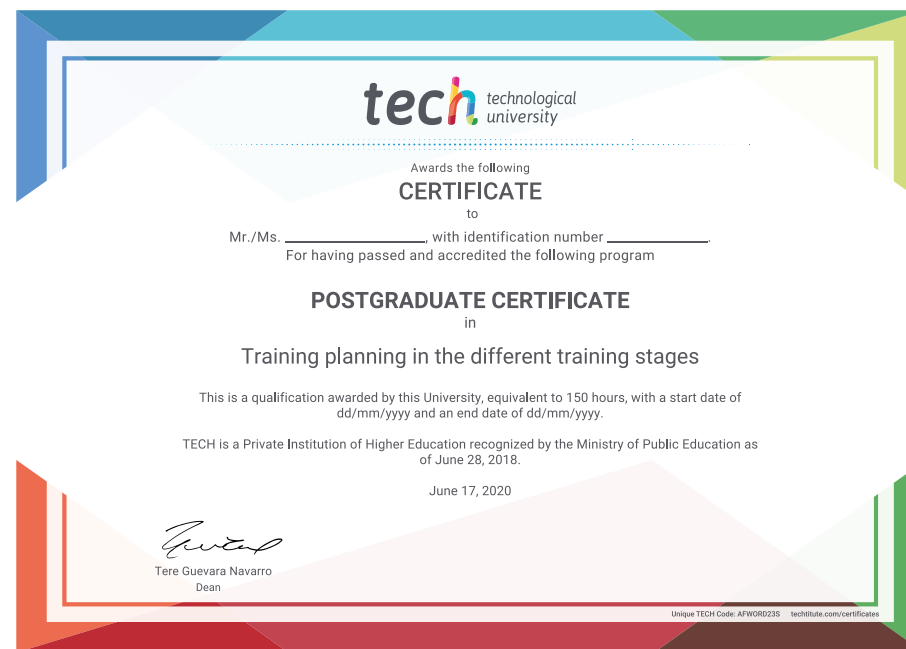 tech technological
university
Awards the following
CERTIFICATE
to
Mr./Ms. ____________________, with identification number ______________.
For having passed and accredited the following program
POSTGRADUATE CERTIFICATE
in
Training planning in the different training stages
This is a qualification awarded by this University, equivalent to 150 hours, with a start date of
dd/mm/yyyy and an end date of dd/mm/yyyy.
TECH is a Private Institution of Higher Education recognized by the Ministry of Public Education as
of June 28, 2018.
June 17, 2020
Tere Guevara Navarro
Dean
Unique TECH Code: AFWORD23S techtitute.com/certificates